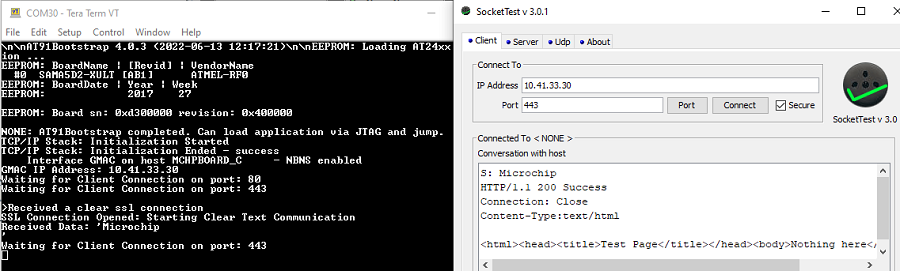 COM30 - Tera Term VT
File Edit Setup Control Window Help
\n\nAT91Bootstrap 4.0.3 (2022-06-13 12:17:21)\n\nEEPROM: Loading AT24xx
ion ...
EEPROM: BoardName | [Revid] | VendorName
#0 SAMA5D2-XULT [AB1] ATMEL-RF0
EEPROM: BoardDate | Year | Week
EEPROM: 2017 27
EEPROM: Board sn: 0xd300000 revision: 0x400000
NONE: AT91Bootstrap completed. Can load application via JTAG and jump.
TCP/IP Stack: Initialization Started
TCP/IP Stack: Initialization Ended - success
Interface GMAC on host MCHPBOARD_C - NBNS enabled
GMAC IP Address: 10.41.33.30
Waiting for Client Connection on port: 80
Waiting for Client Connection on port: 443
>Received a clear ssl connection
SSL Connection Opened: Starting Clear Text Communication
Received Data: 'Microchip
'
Waiting for Client Connection on port: 443
SocketTest v 3.0.1
Client Server Udp About
Connect To
IP Address 10.41.33.30
Port 443 Port Connect Secure
SocketTest v 3.0
Connected To < NONE >
Conversation with host
S: Microchip
HTTP/1.1 200 Success
Connection: Close
Content-Type:text/html
<html><head><title>Test Page</title></head><body>Nothing here</